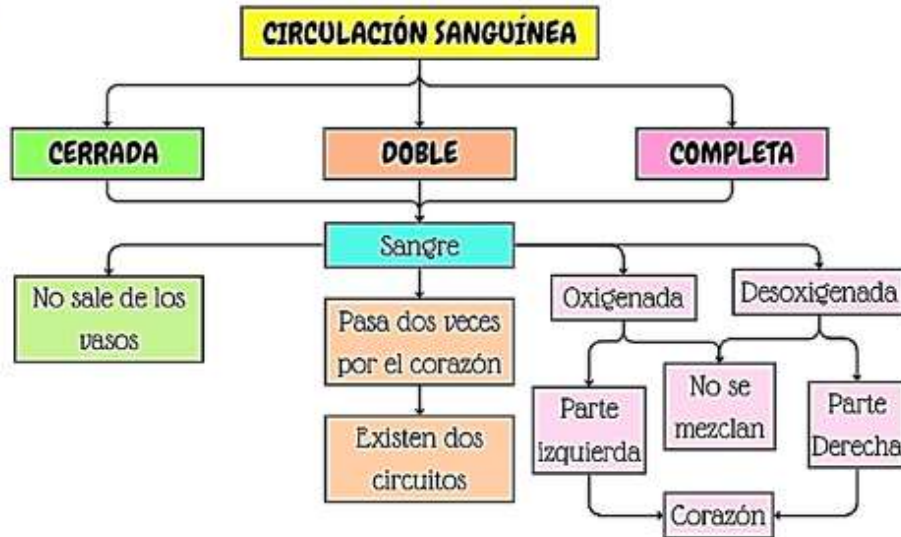 CIRCULACIÓN SANGUÍNEA
CERRADA
DOBLE
COMPLETA
Sangre
No sale de los
vasos
Pasa dos veces
por el corazón
Existen dos
circuitos
Oxigenada
Desoxigenada
Parte
izquierda
No se
mezclan
Parte
Derecha
Corazón